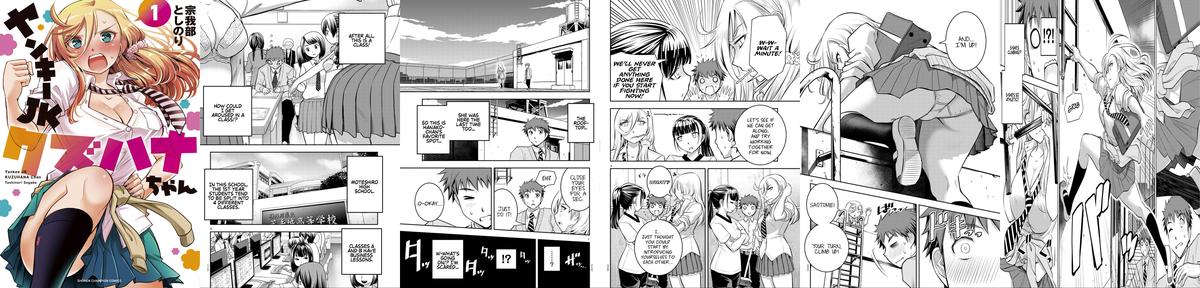 1
宗我部
としのり
ヤンキーJK
クズハナ
ちゃん
Yankee JK
KUZUHANA Chan
Toshinori Sogabe
SHONEN CHAMPION COMICS
AFTER ALL,
THIS IS A
CLASS!
HOW COULD
I GET
AROUSED IN A
CLASS!?
IN THIS SCHOOL,
THE 1ST YEAR
STUDENTS TEND
TO BE SPLIT INTO
4 DIFFERENT
CLASSES.
MOTESHIRO
HIGH
SCHOOL.
CLASSES A
AND B HAVE
BUSINESS
LESSONS.
THE
ROOF-
TOP...
SHE WAS
HERE THE
LAST TIME
TOO...
SO THIS IS
HANAKO-
CHAN'S
FAVORITE
SPOT...
CLOSE
YOUR EYES
FOR A
SEC.
EH?
JUST
DO IT!
O-OKAY...
W-WHAT'S
GOING
ON!? I'M
SCARED...
!?
W-W-
WAIT A
MINUTE!
WE'LL NEVER
GET
ANYTHING
DONE HERE
IF YOU START
FIGHTING
NOW!
LET'S SEE IF
WE CAN GET
ALONG,
AND TRY
WORKING
TOGETHER
FOR NOW.
I
JUST THOUGHT
YOU COULD
START BY
INTRODUCING
YOURSELVES TO
EACH OTHER...
AND...
I'M UP!
SAOTOME!
YOUR TURN,
CLIMB UP!
!?!
GRAB